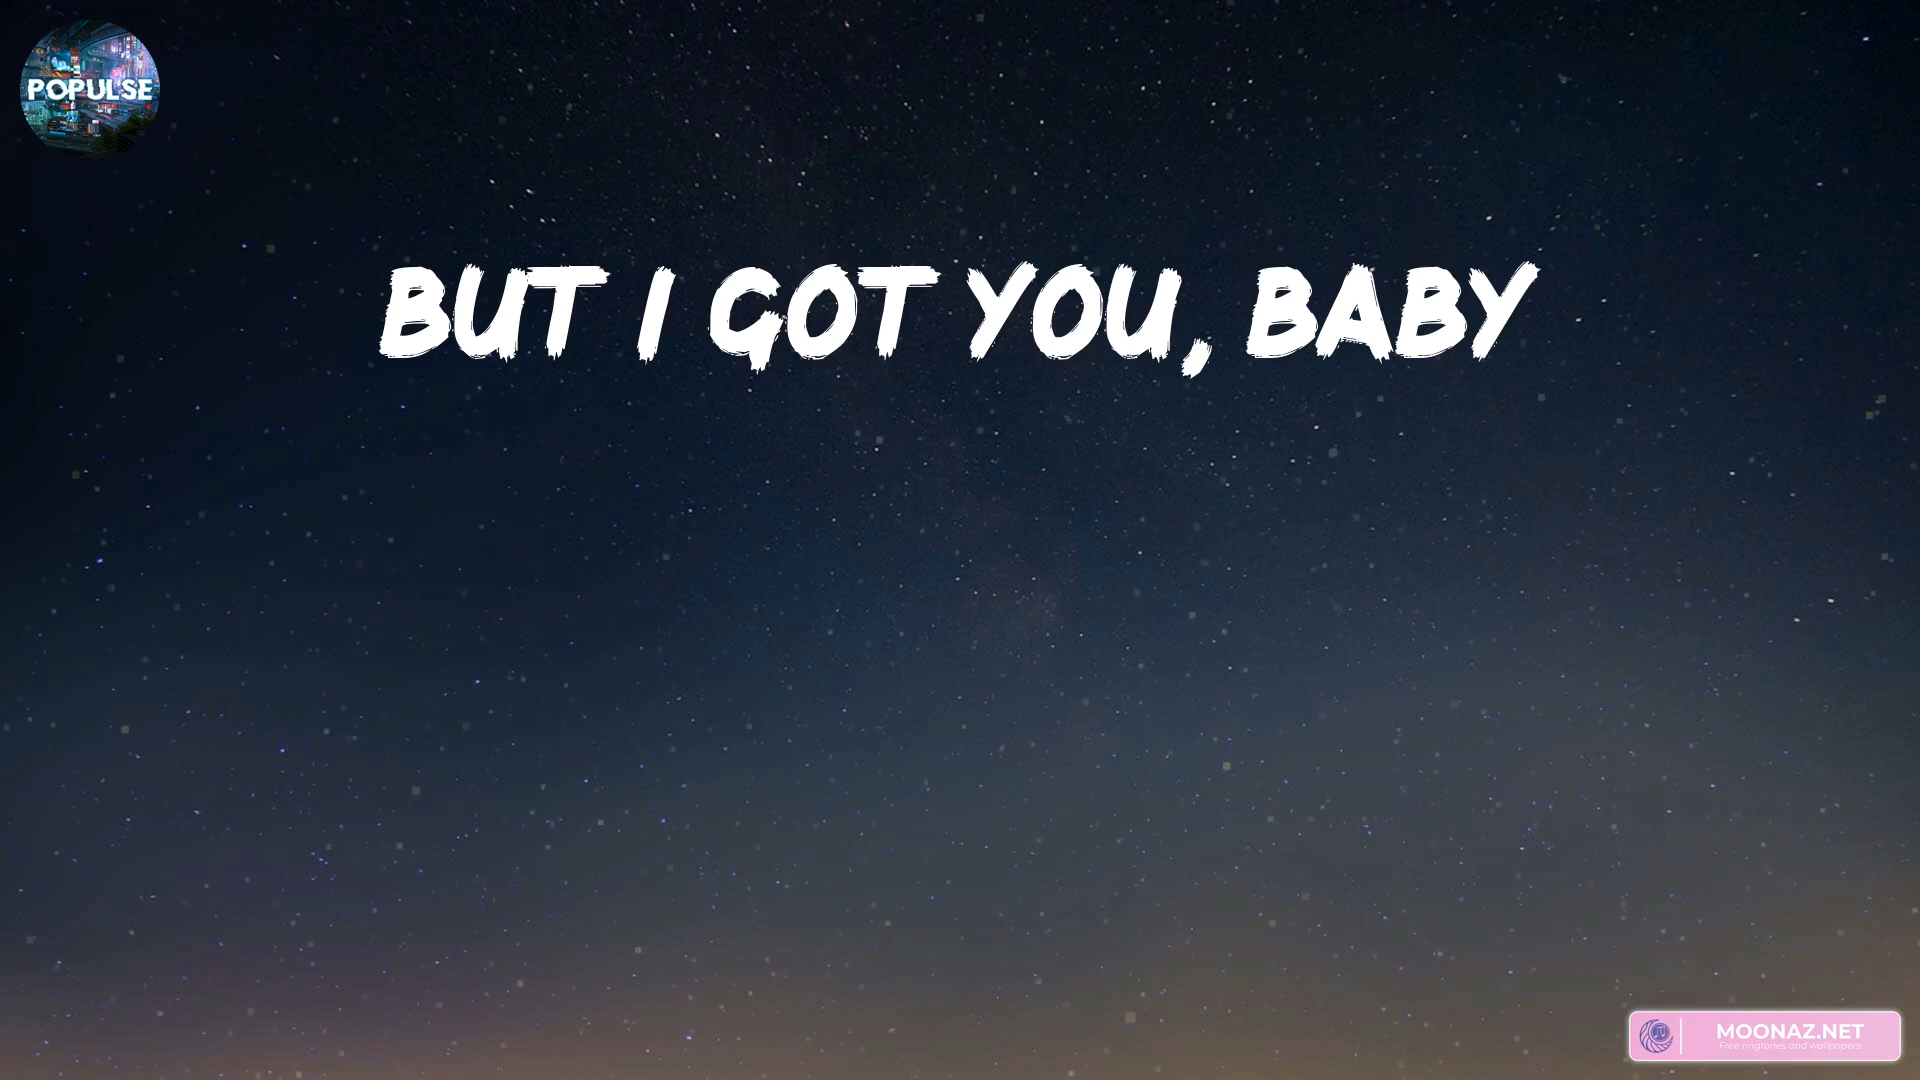 POPULSE
BUT I GOT YOU, BABY
MOONAZ.NET
Free ringtones and wallpapers